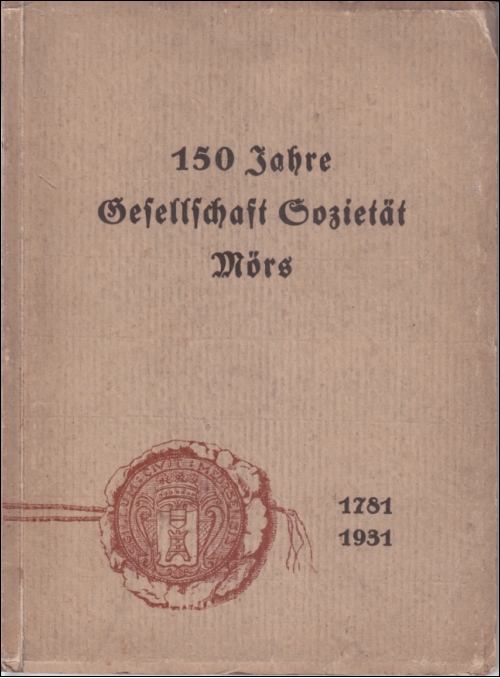 150 Jahre
Gesellschaft Sozietät
Mörs
1781
1931